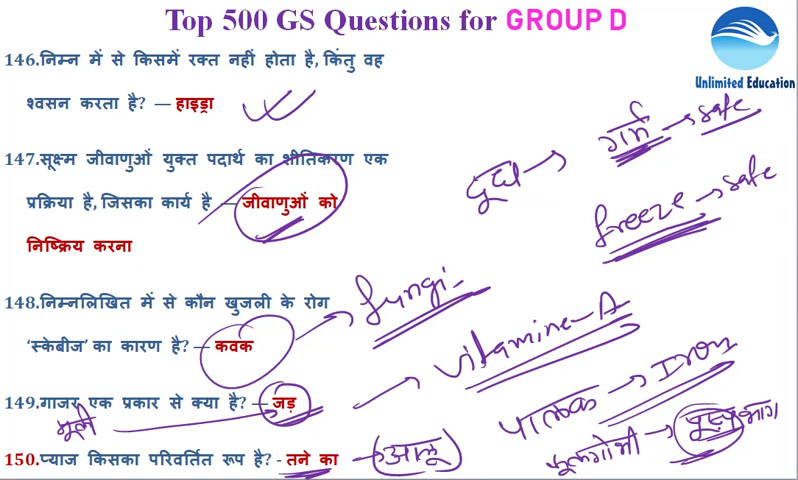 Top 500 GS Questions for GROUP D
Unlimited Education
146.निम्न में से किसमें रक्त नहीं होता है, किंतु वह
श्वसन करता है? — हाइड्रा
147.सूक्ष्म जीवाणुओं युक्त पदार्थ का शीतिकरण एक
प्रक्रिया है, जिसका कार्य है — जीवाणुओं को
निष्क्रिय करना
दूध → गर्म → safe
freeze → safe
148.निम्नलिखित में से कौन खुजली के रोग
'स्केबीज' का कारण है? — कवक
fungi
149.गाजर एक प्रकार से क्या है? — जड़
vitamine-A
मूली
पालक → Iron
फूलगोभी → पुष्प भाग
150.प्याज किसका परिवर्तित रूप है? - तने का
आलू